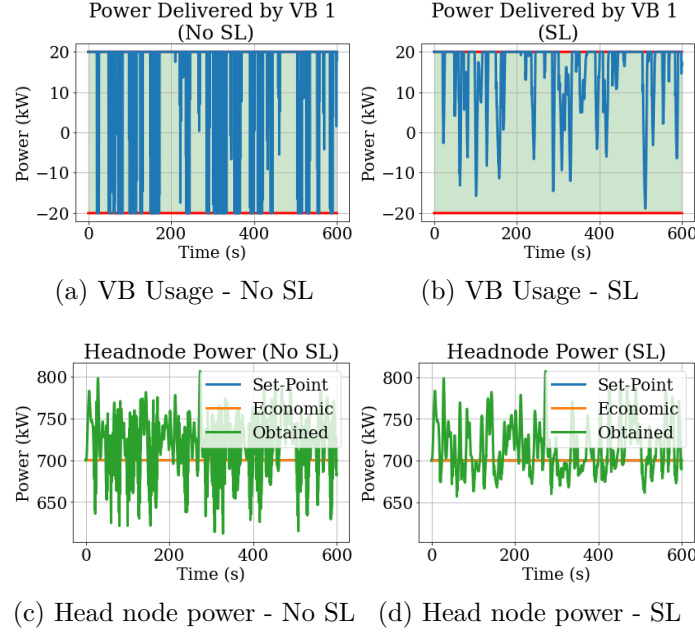 Power Delivered by VB 1
(No SL)
20
10
0
−10
−20
Power (kW)
0
200
400
600
Time (s)
(a) VB Usage - No SL
Power Delivered by VB 1
(SL)
20
10
0
−10
−20
Power (kW)
0
200
400
600
Time (s)
(b) VB Usage - SL
Headnode Power (No SL)
800
750
700
650
Power (kW)
Set-Point
Economic
Obtained
0
200
400
600
Time (s)
(c) Head node power - No SL
Headnode Power (SL)
800
750
700
650
Power (kW)
Set-Point
Economic
Obtained
0
200
400
600
Time (s)
(d) Head node power - SL